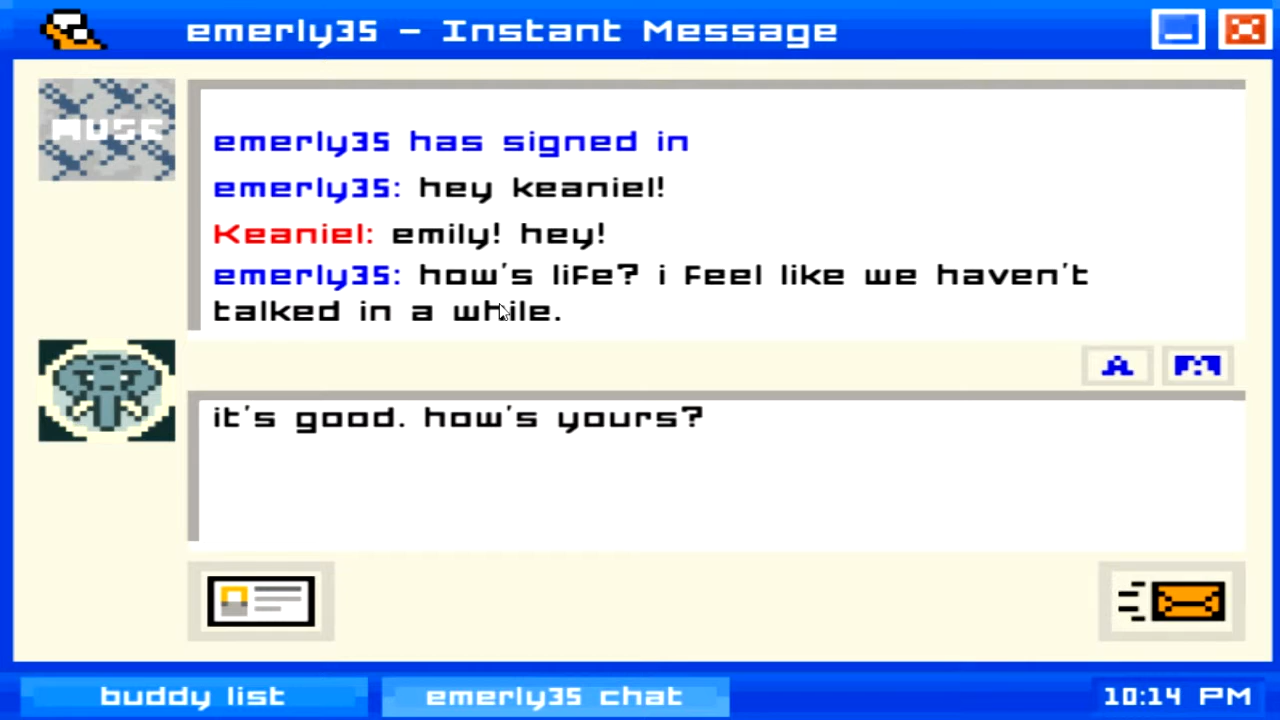 emerly35 - Instant Message
MUSE
emerly35 has signed in
emerly35: hey keaniel!
Keaniel: emily! hey!
emerly35: how's life? i feel like we haven't
talked in a while.
A
it's good. how's yours?
buddy list
emerly35 chat
10:14 PM